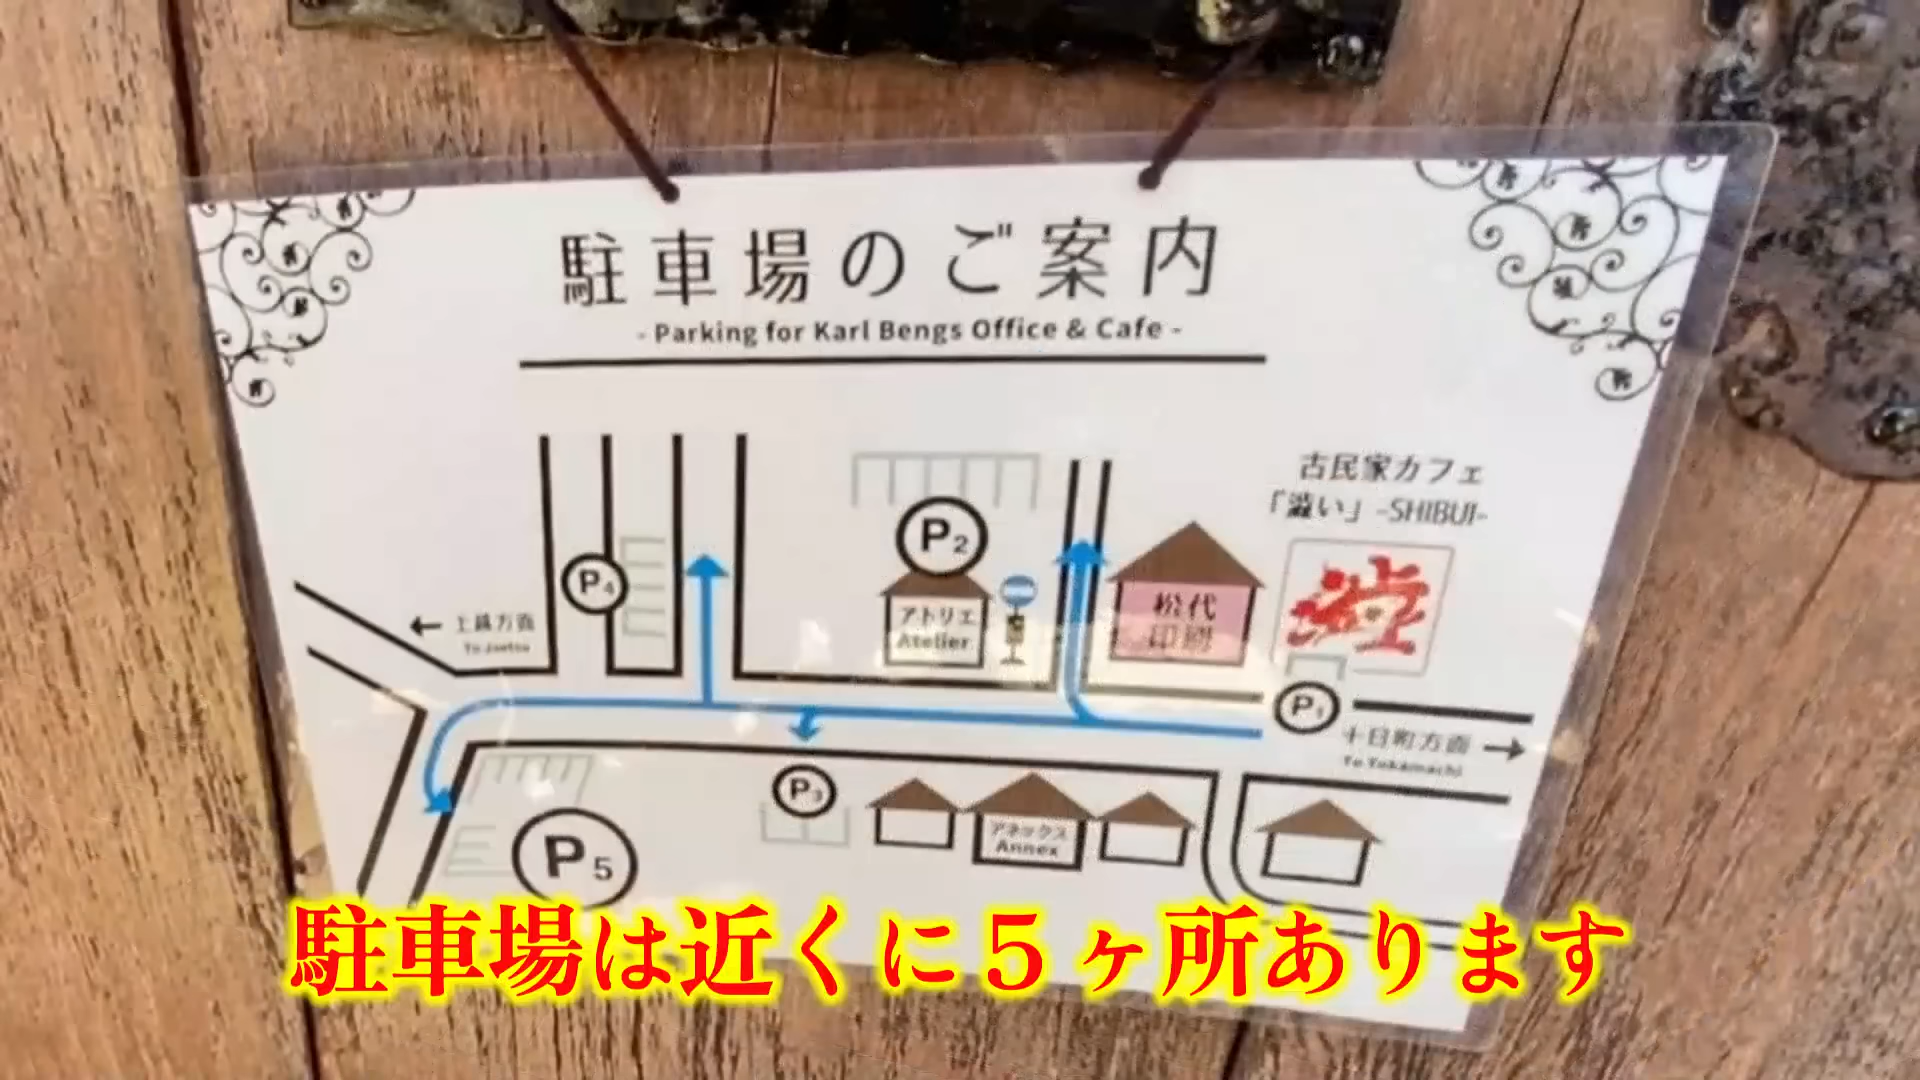 駐車場のご案内
- Parking for Karl Bengs Office & Cafe -
古民家カフェ
「澁い」-SHIBUI-
澁
P1
P2
P4
P3
P5
アトリエ
Atelier
松代
印刷
← 上越方面
To Joetsu
十日町方面 →
To Tokamachi
アネックス
Annex
駐車場は近くに５ヶ所あります